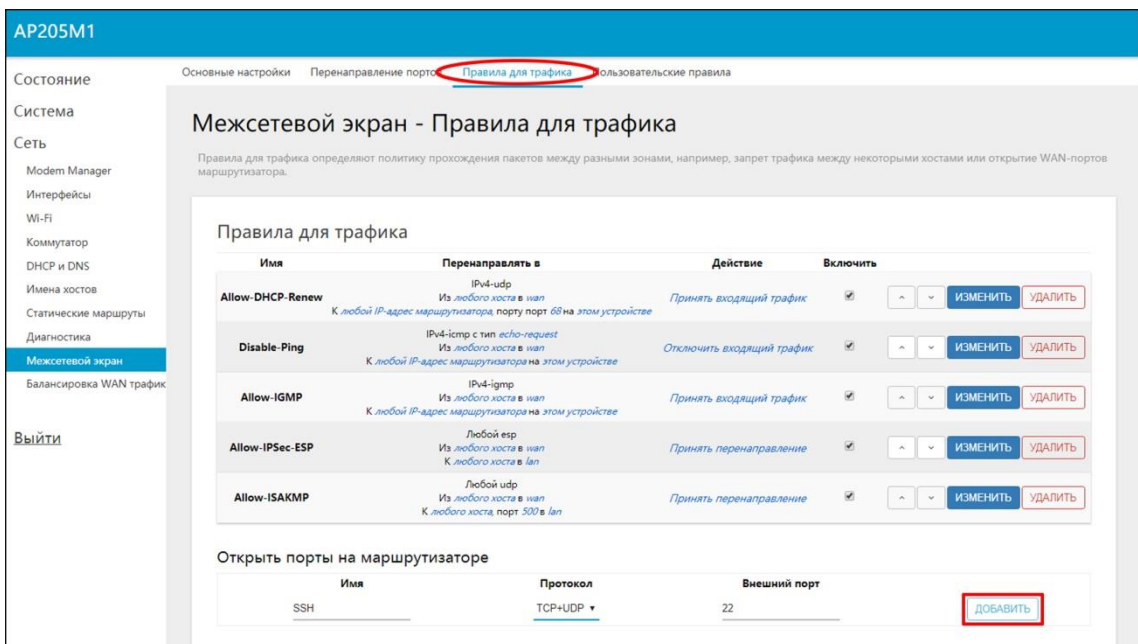 AP205M1
Основные настройки Перенаправление порто Правила для трафика Пользовательские правила
Состояние
Система
Сеть
Modem Manager
Интерфейсы
Wi-Fi
Коммутатор
DHCP и DNS
Имена хостов
Статические маршруты
Диагностика
Межсетевой экран
Балансировка WAN трафик
Выйти
Межсетевой экран - Правила для трафика
Правила для трафика определяют политику прохождения пакетов между разными зонами, например, запрет трафика между некоторыми хостами или открытие WAN-портов
маршрутизатора.
Правила для трафика
Имя Перенаправлять в Действие Включить
IPv4-udp
Allow-DHCP-Renew Из любого хоста в wan Принять входящий трафик ИЗМЕНИТЬ УДАЛИТЬ
К любой IP-адрес маршрутизатора, порту порт 68 на этом устройстве
IPv4-icmp с тип echo-request
Disable-Ping Из любого хоста в wan Отключить входящий трафик ИЗМЕНИТЬ УДАЛИТЬ
К любой IP-адрес маршрутизатора на этом устройстве
IPv4-igmp
Allow-IGMP Из любого хоста в wan Принять входящий трафик ИЗМЕНИТЬ УДАЛИТЬ
К любой IP-адрес маршрутизатора на этом устройстве
Любой esp
Allow-IPSec-ESP Из любого хоста в wan Принять перенаправление ИЗМЕНИТЬ УДАЛИТЬ
К любого хоста в lan
Любой udp
Allow-ISAKMP Из любого хоста в wan Принять перенаправление ИЗМЕНИТЬ УДАЛИТЬ
К любого хоста, порт 500 в lan
Открыть порты на маршрутизаторе
Имя Протокол Внешний порт
SSH TCP+UDP 22 ДОБАВИТЬ